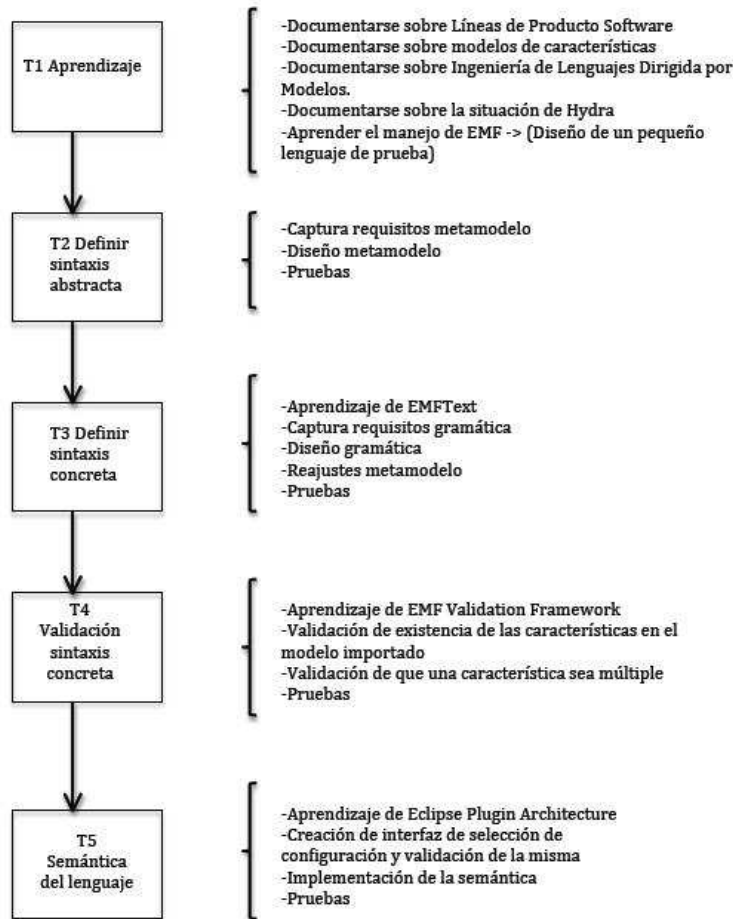 T1 Aprendizaje
-Documentarse sobre Líneas de Producto Software
-Documentarse sobre modelos de características
-Documentarse sobre Ingeniería de Lenguajes Dirigida por
Modelos.
-Documentarse sobre la situación de Hydra
-Aprender el manejo de EMF -> (Diseño de un pequeño
lenguaje de prueba)
T2 Definir
sintaxis
abstracta
-Captura requisitos metamodelo
-Diseño metamodelo
-Pruebas
T3 Definir
sintaxis
concreta
-Aprendizaje de EMFText
-Captura requisitos gramática
-Diseño gramática
-Reajustes metamodelo
-Pruebas
T4
Validación
sintaxis
concreta
-Aprendizaje de EMF Validation Framework
-Validación de existencia de las características en el
modelo importado
-Validación de que una característica sea múltiple
-Pruebas
T5
Semántica
del lenguaje
-Aprendizaje de Eclipse Plugin Architecture
-Creación de interfaz de selección de
configuración y validación de la misma
-Implementación de la semántica
-Pruebas